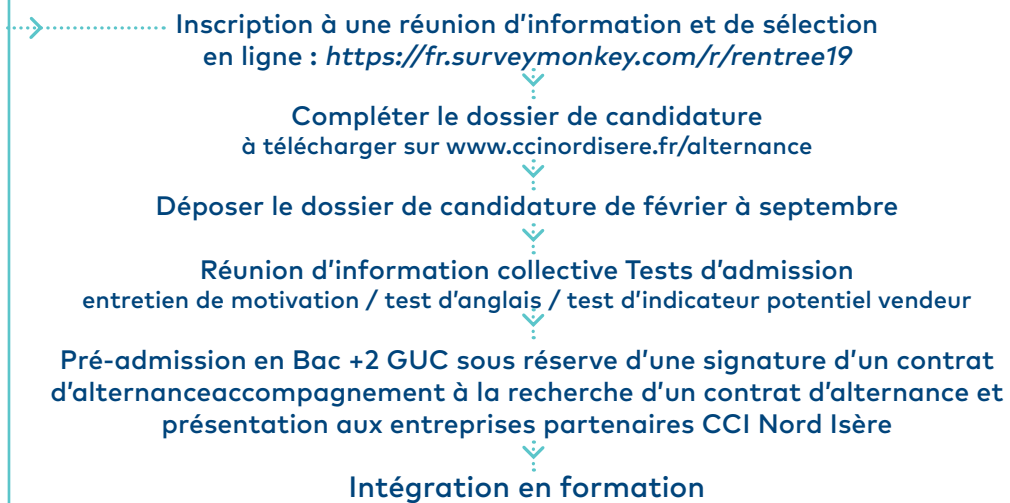 Inscription à une réunion d'information et de sélection
en ligne : https://fr.surveymonkey.com/r/rentree19
Compléter le dossier de candidature
à télécharger sur www.ccinordisere.fr/alternance
Déposer le dossier de candidature de février à septembre
Réunion d'information collective Tests d'admission
entretien de motivation / test d'anglais / test d'indicateur potentiel vendeur
Pré-admission en Bac +2 GUC sous réserve d'une signature d'un contrat
d'alternanceaccompagnement à la recherche d'un contrat d'alternance et
présentation aux entreprises partenaires CCI Nord Isère
Intégration en formation